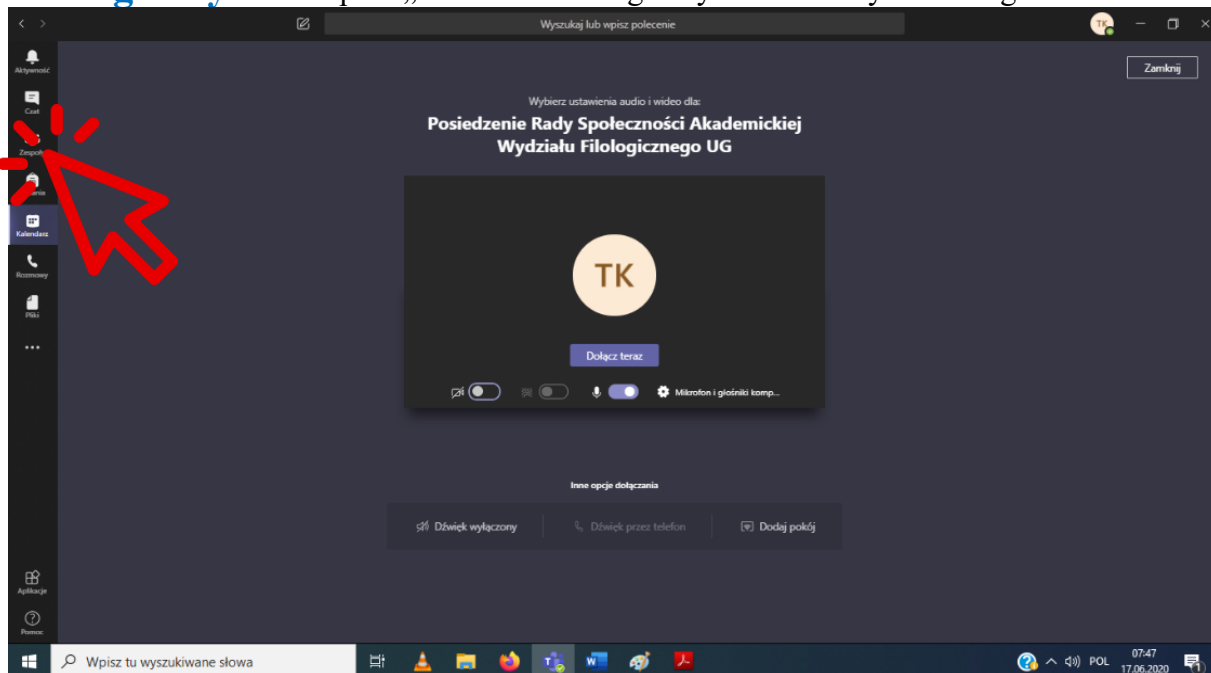 Wyszukaj lub wpisz polecenie
TK
Aktywność
Zamknij
Czat
Wybierz ustawienia audio i wideo dla:
Posiedzenie Rady Społeczności Akademickiej
Wydziału Filologicznego UG
Kalendarz
Rozmowy
Pliki
TK
Dołącz teraz
Mikrofon i głośniki komp...
Inne opcje dołączania
Dźwięk wyłączony
Dźwięk przez telefon
Dodaj pokój
Aplikacje
Pomoc
Wpisz tu wyszukiwane słowa
POL
07:47
17.06.2020